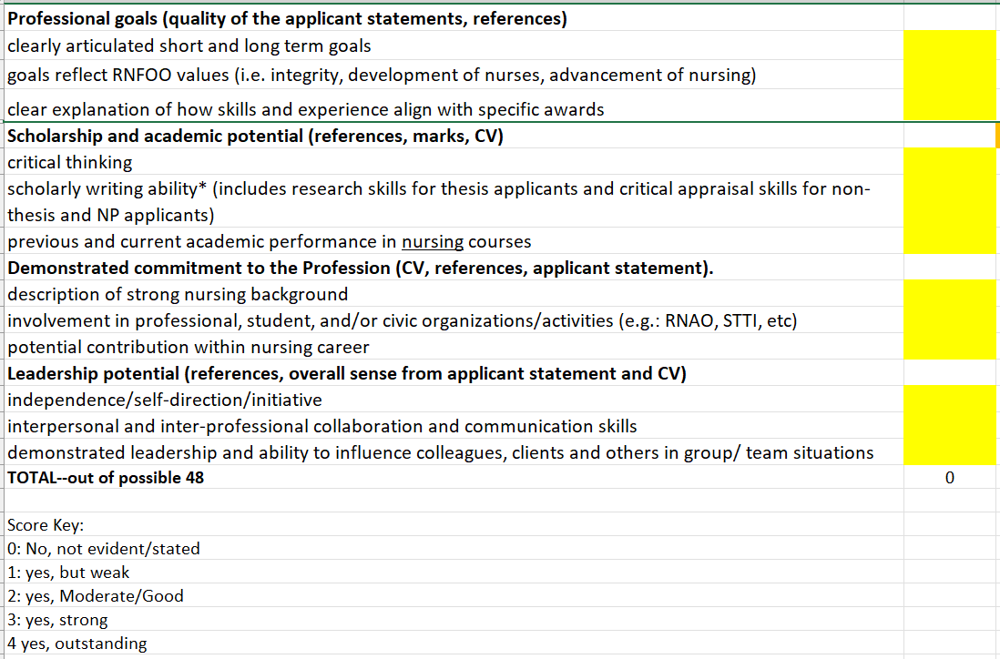 Professional goals (quality of the applicant statements, references)
clearly articulated short and long term goals
goals reflect RNFOO values (i.e. integrity, development of nurses, advancement of nursing)
clear explanation of how skills and experience align with specific awards
Scholarship and academic potential (references, marks, CV)
critical thinking
scholarly writing ability* (includes research skills for thesis applicants and critical appraisal skills for non-
thesis and NP applicants)
previous and current academic performance in nursing courses
Demonstrated commitment to the Profession (CV, references, applicant statement).
description of strong nursing background
involvement in professional, student, and/or civic organizations/activities (e.g.: RNAO, STTI, etc)
potential contribution within nursing career
Leadership potential (references, overall sense from applicant statement and CV)
independence/self-direction/initiative
interpersonal and inter-professional collaboration and communication skills
demonstrated leadership and ability to influence colleagues, clients and others in group/ team situations
TOTAL--out of possible 48 0
Score Key:
0: No, not evident/stated
1: yes, but weak
2: yes, Moderate/Good
3: yes, strong
4 yes, outstanding